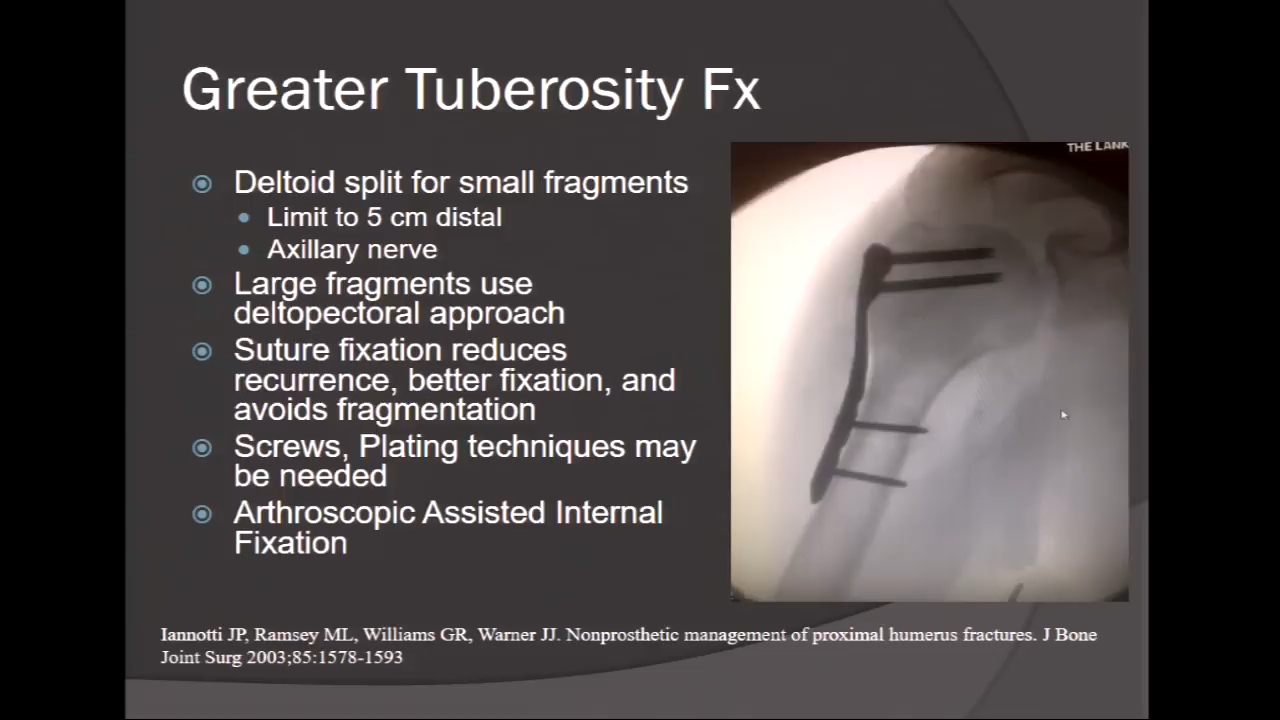 Greater Tuberosity Fx
THE LANK
Deltoid split for small fragments
Limit to 5 cm distal
Axillary nerve
Large fragments use
deltopectoral approach
Suture fixation reduces
recurrence, better fixation, and
avoids fragmentation
Screws, Plating techniques may
be needed
Arthroscopic Assisted Internal
Fixation
Iannotti JP, Ramsey ML, Williams GR, Warner JJ. Nonprosthetic management of proximal humerus fractures. J Bone
Joint Surg 2003;85:1578-1593